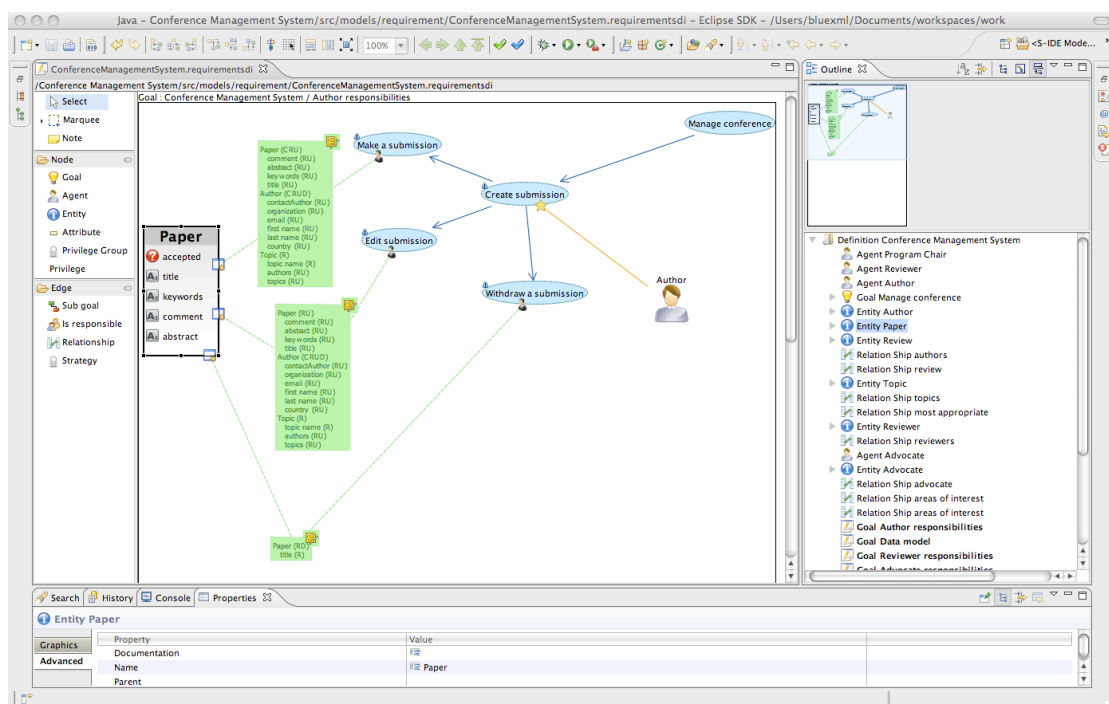 Java - Conference Management System/src/models/requirement/ConferenceManagementSystem.requirementsdi - Eclipse SDK - /Users/bluexml/Documents/workspaces/work
100%
<S-IDE Mode...
ConferenceManagementSystem.requirementsdi
/Conference Management System/src/models/requirement/ConferenceManagementSystem.requirementsdi
Select
Marquee
Note
Node
Goal
Agent
Entity
Attribute
Privilege Group
Privilege
Edge
Sub goal
Is responsible
Relationship
Strategy
Goal : Conference Management System / Author responsibilities
Manage conference
Make a submission
Create submission
Edit submission
Withdraw a submission
Author
Paper
accepted
title
keywords
comment
abstract
Paper (CRU)
comment (RU)
abstract (RU)
keywords (RU)
title (RU)
Author (CRUD)
contactAuthor (RU)
organization (RU)
email (RU)
first name (RU)
last name (RU)
country (RU)
Topic (R)
topic name (R)
authors (RU)
topics (RU)
Paper (RU)
comment (RU)
abstract (RU)
keywords (RU)
title (RU)
Author (CRUD)
contactAuthor (RU)
organization (RU)
email (RU)
first name (RU)
last name (RU)
country (RU)
Topic (R)
topic name (R)
authors (RU)
topics (RU)
Paper (RD)
title (R)
Outline
Definition Conference Management System
Agent Program Chair
Agent Reviewer
Agent Author
Goal Manage conference
Entity Author
Entity Paper
Entity Review
Relation Ship authors
Relation Ship review
Entity Topic
Relation Ship topics
Relation Ship most appropriate
Entity Reviewer
Relation Ship reviewers
Agent Advocate
Entity Advocate
Relation Ship advocate
Relation Ship areas of interest
Relation Ship areas of interest
Goal Author responsibilities
Goal Data model
Goal Reviewer responsibilities
Goal Advocate responsibilities
Search
History
Console
Properties
Entity Paper
Graphics
Advanced
Property Value
Documentation
Name Paper
Parent